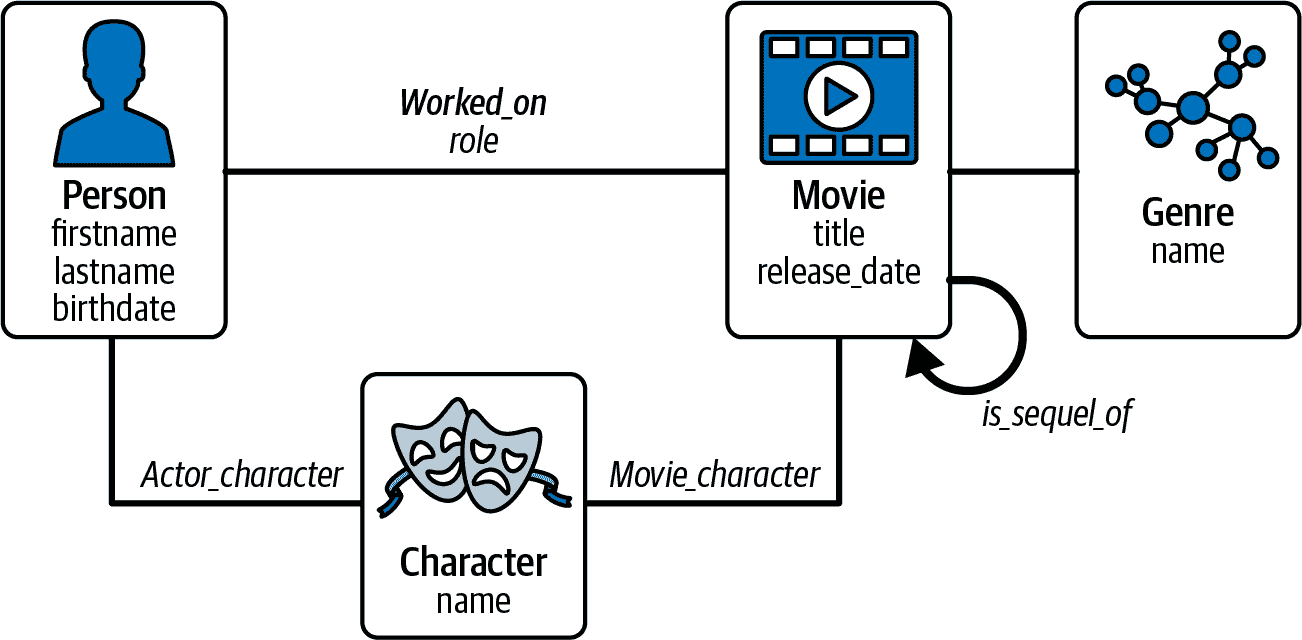 Worked_on
role
Person
firstname
lastname
birthdate
Movie
title
release_date
Genre
name
is_sequel_of
Actor_character
Movie_character
Character
name